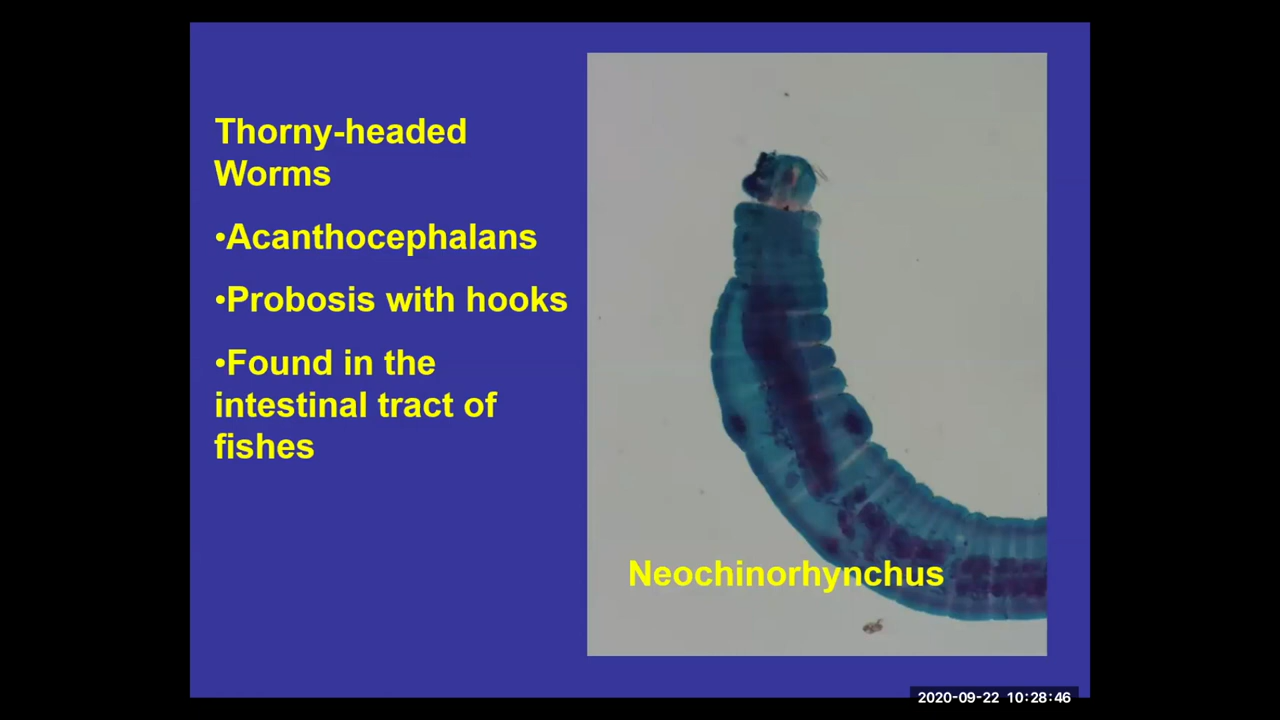 Thorny-headed
Worms
•Acanthocephalans
•Probosis with hooks
•Found in the
intestinal tract of
fishes
Neochinorhynchus
2020-09-22 10:28:46